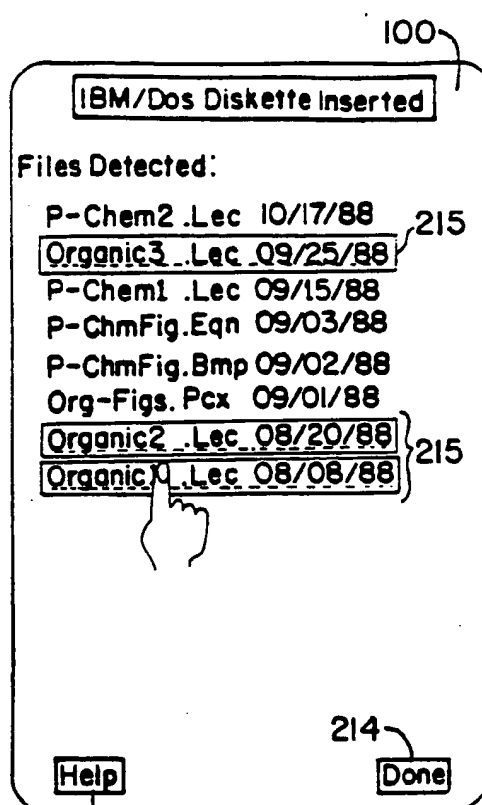 100
IBM/Dos Diskette Inserted
Files Detected:
P-Chem2 .Lec 10/17/88
215
Organic3 .Lec 09/25/88
P-Chem1 .Lec 09/15/88
P-ChmFig.Eqn 09/03/88
P-ChmFig.Bmp 09/02/88
Org-Figs. Pcx 09/01/88
Organic2 .Lec 08/20/88
215
Organic .Lec 08/08/88
214
Help
Done